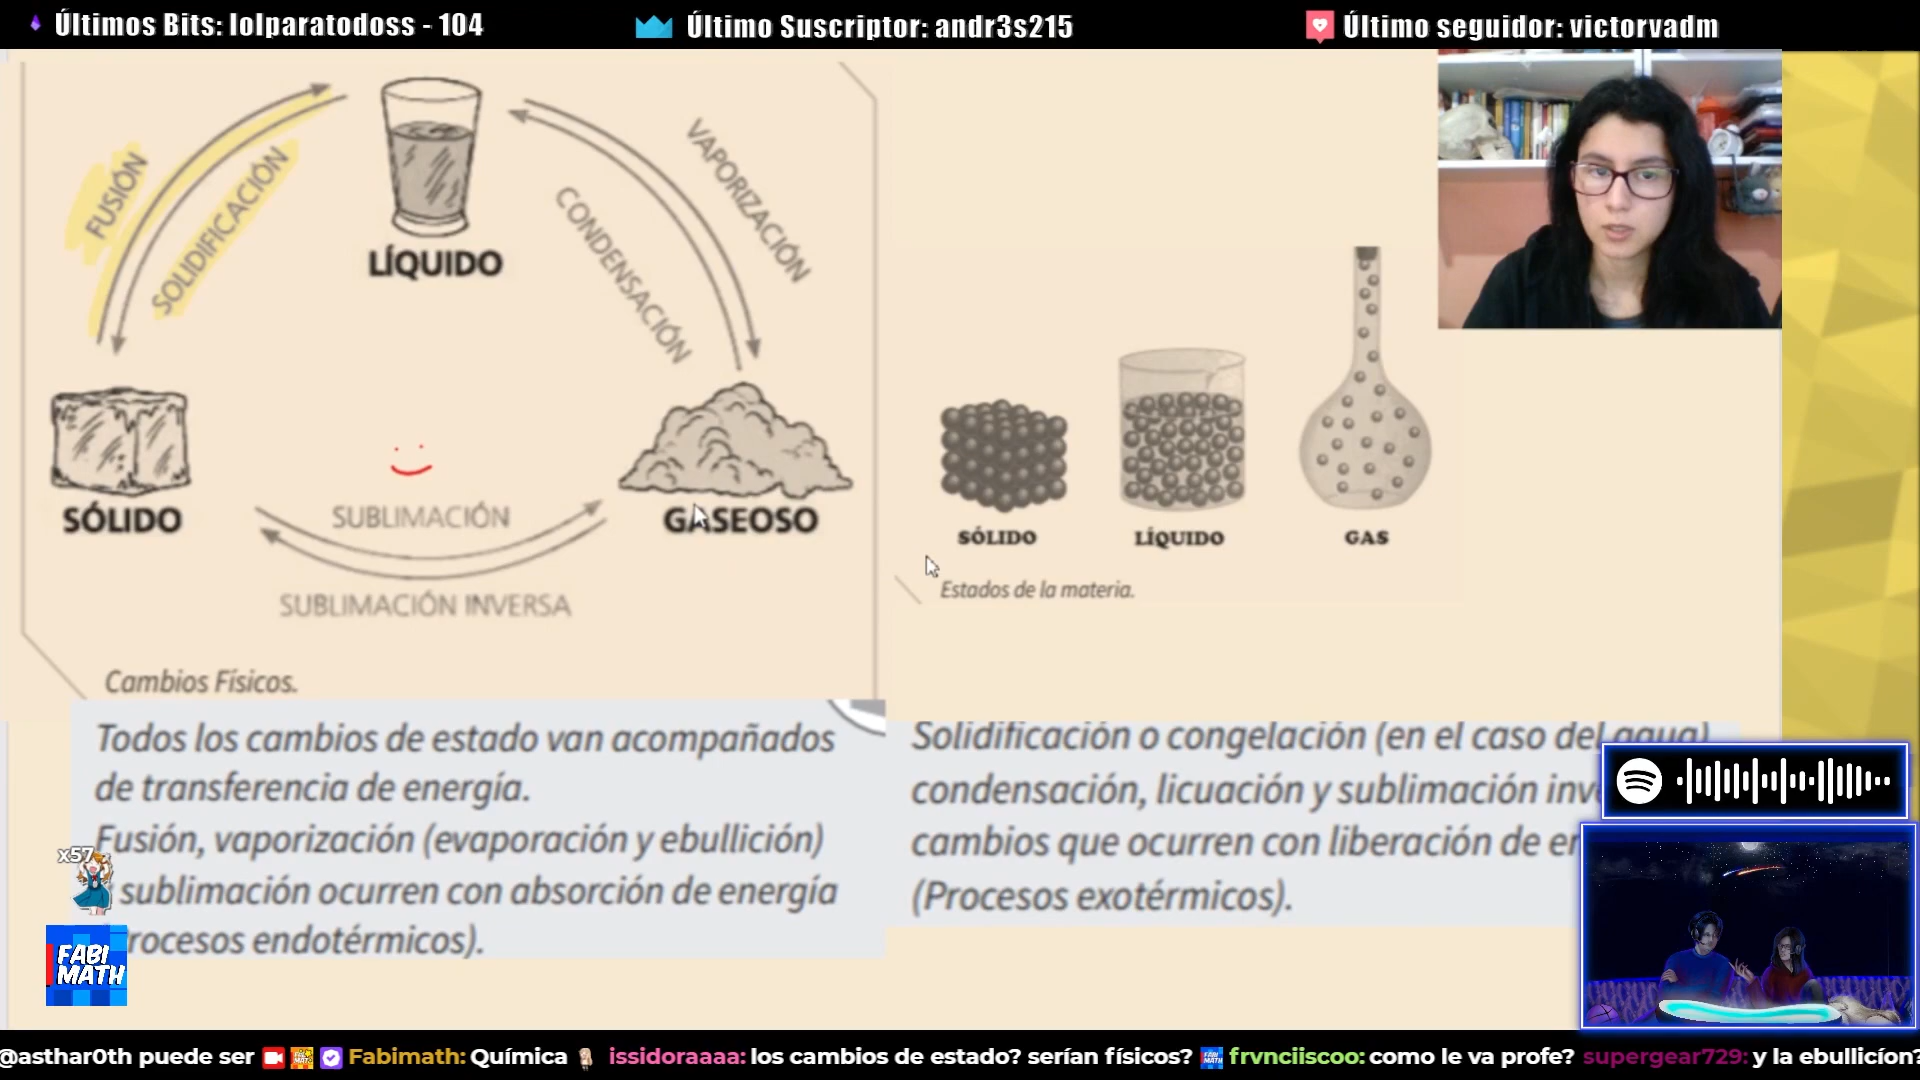 Últimos Bits: lolparatodoss - 104
Último Suscriptor: andr3s215
Último seguidor: victorvadm
FUSIÓN
SOLIDIFICACIÓN
LÍQUIDO
CONDENSACIÓN
VAPORIZACIÓN
SÓLIDO
SUBLIMACIÓN
GASEOSO
SUBLIMACIÓN INVERSA
Cambios Físicos.
SÓLIDO
LÍQUIDO
GAS
Estados de la materia.
Todos los cambios de estado van acompañados
de transferencia de energía.
Fusión, vaporización (evaporación y ebullición)
sublimación ocurren con absorción de energía
rocesos endotérmicos).
Solidificación o congelación (en el caso del agua)
condensación, licuación y sublimación inv
cambios que ocurren con liberación de en
(Procesos exotérmicos).
x57
FABI
MATH
@asthar0th puede ser Fabimath: Química issidoraaaa: los cambios de estado? serían físicos? frvnciiscoo: como le va profe? supergear729: y la ebullicíon?